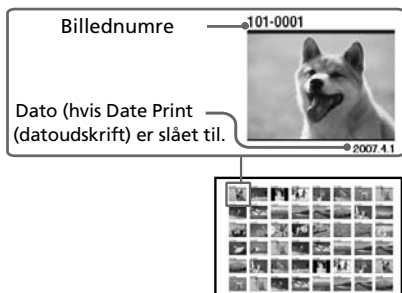 Billednumre
101-0001
Dato (hvis Date Print
(datoudskrift) er slået til.
2007.4.1